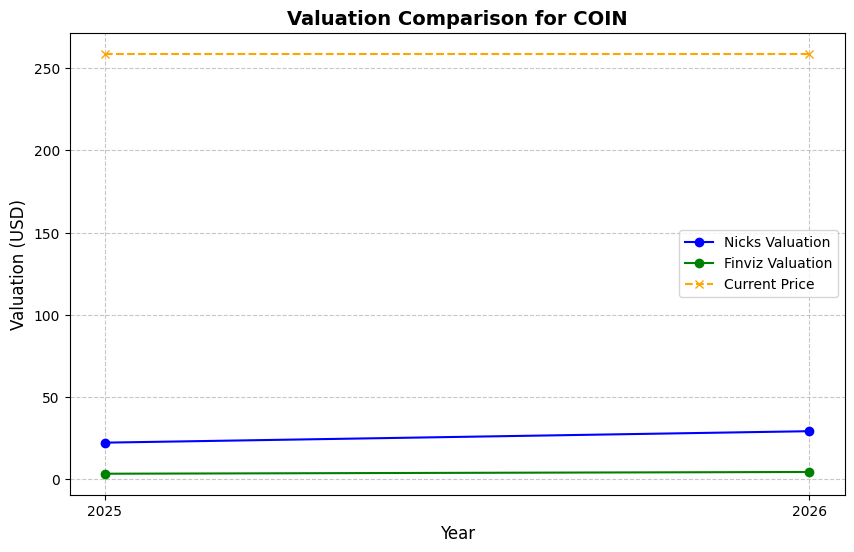 Valuation Comparison for COIN
Valuation (USD)
250
200
150
100
50
0
Nicks Valuation
Finviz Valuation
Current Price
2025
2026
Year